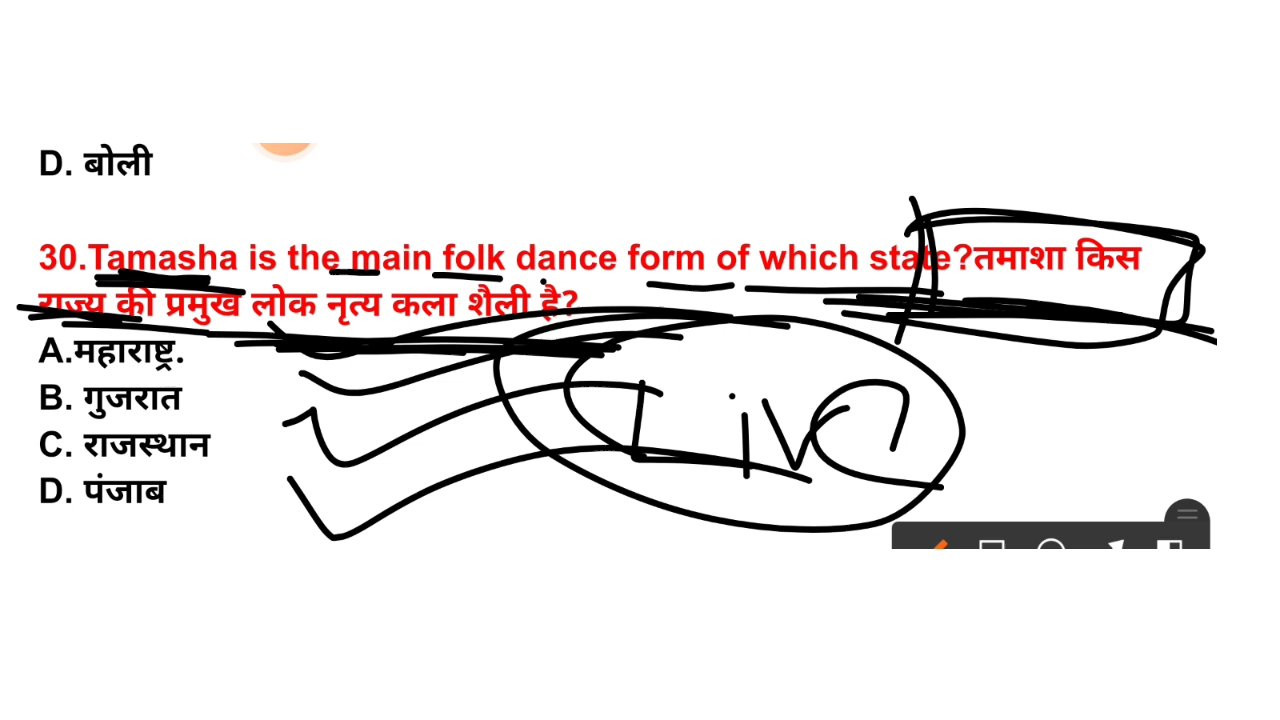 D. बोली
30.Tamasha is the main folk dance form of which state?तमाशा किस
राज्य की प्रमुख लोक नृत्य कला शैली है?
A.महाराष्ट्र.
B. गुजरात
C. राजस्थान
D. पंजाब
Live